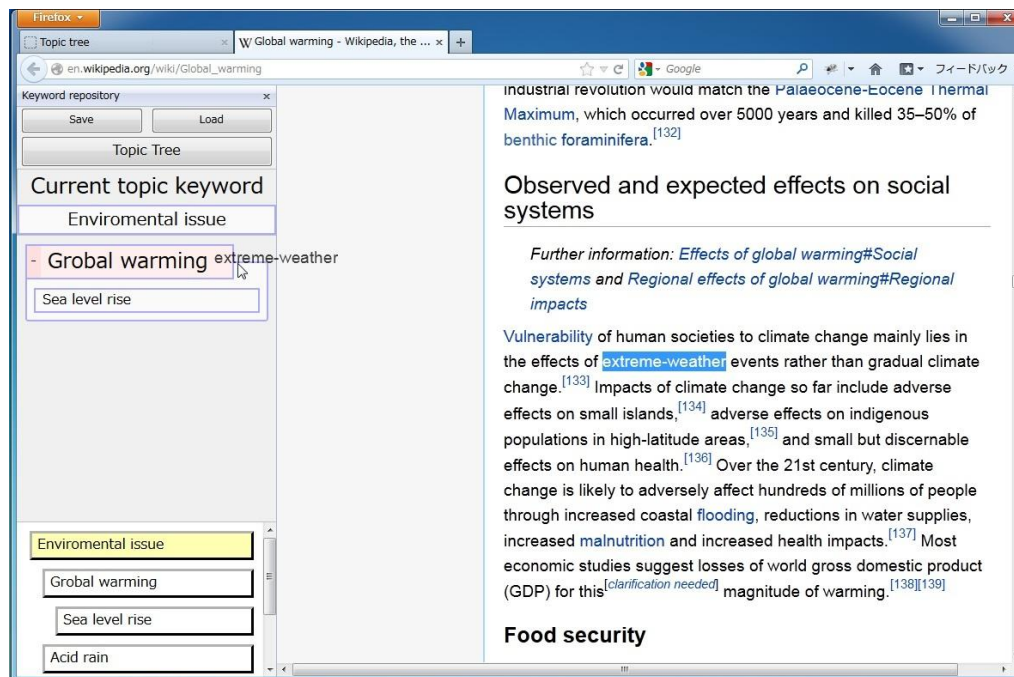 Firefox
Topic tree
Global warming - Wikipedia, the ...
en.wikipedia.org/wiki/Global_warming
Google
フィードバック
Keyword repository
Save
Load
Topic Tree
Current topic keyword
Enviromental issue
- Grobal warming
extreme-weather
Sea level rise
Enviromental issue
Grobal warming
Sea level rise
Acid rain
industrial revolution would match the Palaeocene-Eocene Thermal
Maximum, which occurred over 5000 years and killed 35–50% of
benthic foraminifera.[132]
Observed and expected effects on social
systems
Further information: Effects of global warming#Social
systems and Regional effects of global warming#Regional
impacts
Vulnerability of human societies to climate change mainly lies in
the effects of extreme-weather events rather than gradual climate
change.[133] Impacts of climate change so far include adverse
effects on small islands,[134] adverse effects on indigenous
populations in high-latitude areas,[135] and small but discernable
effects on human health.[136] Over the 21st century, climate
change is likely to adversely affect hundreds of millions of people
through increased coastal flooding, reductions in water supplies,
increased malnutrition and increased health impacts.[137] Most
economic studies suggest losses of world gross domestic product
(GDP) for this[clarification needed] magnitude of warming.[138][139]
Food security